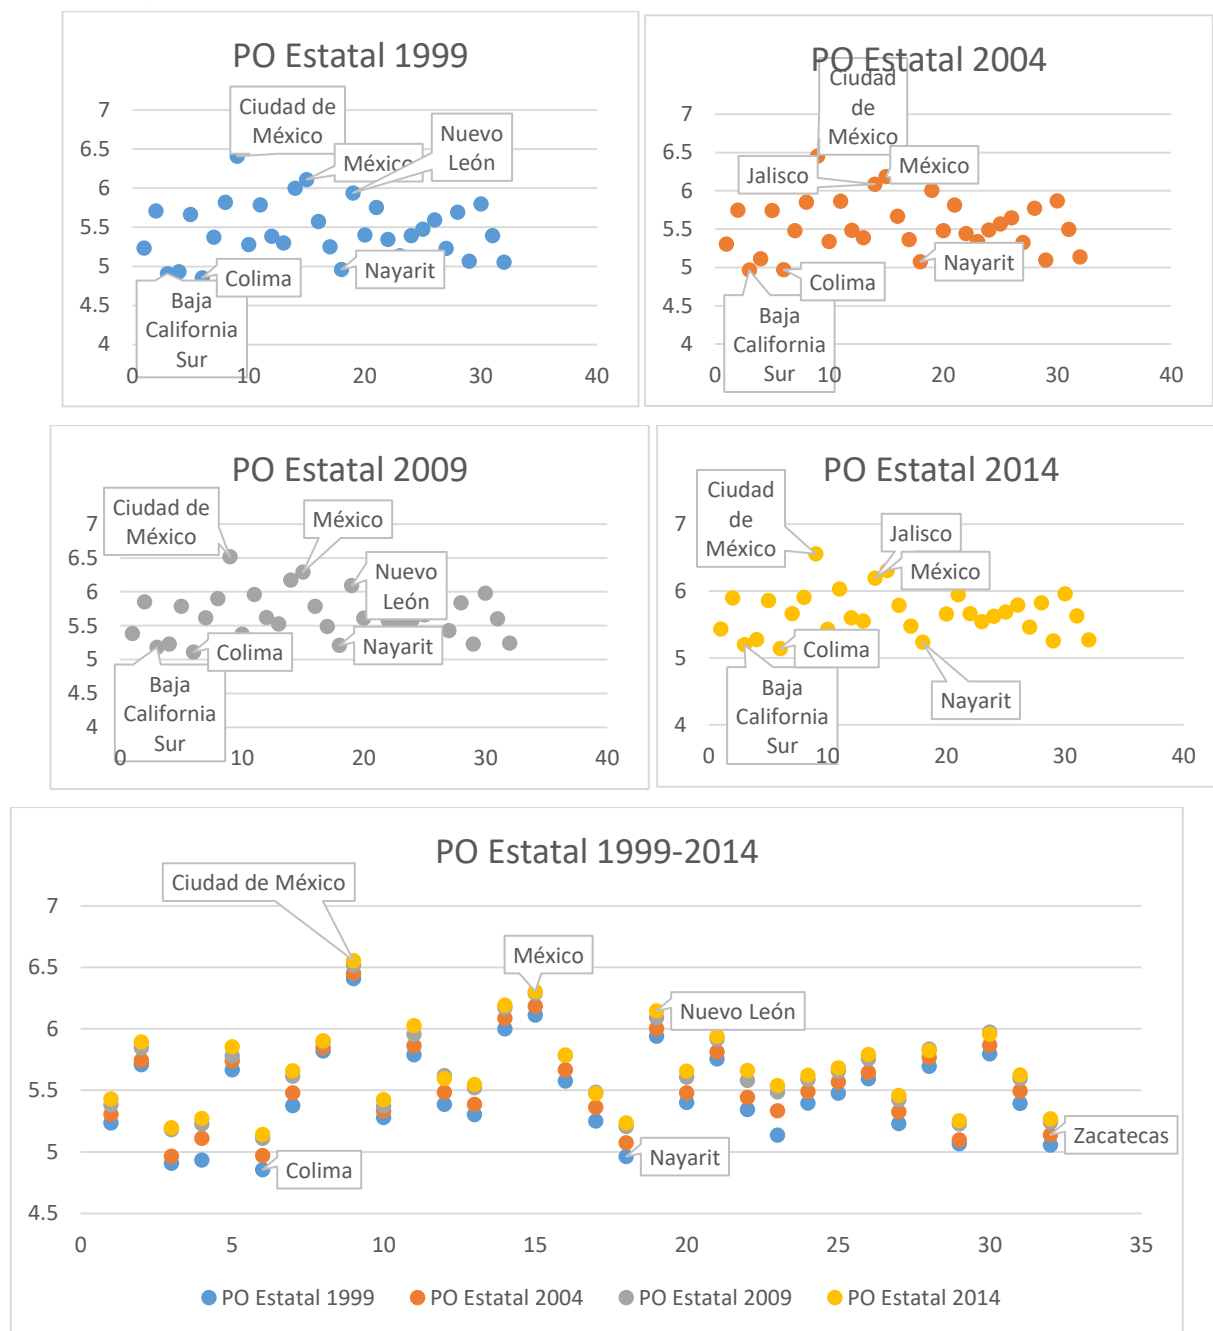 PO Estatal 1999
7
6.5
6
5.5
5
4.5
4
0
10
20
30
40
Ciudad de
México
México
Nuevo
León
Colima
Nayarit
Baja
California
Sur
PO Estatal 2004
7
6.5
6
5.5
5
4.5
4
0
10
20
30
40
Ciudad
de
México
Jalisco
México
Colima
Nayarit
Baja
California
Sur
PO Estatal 2009
7
6.5
6
5.5
5
4.5
4
0
10
20
30
40
Ciudad de
México
México
Nuevo
León
Colima
Nayarit
Baja
California
Sur
PO Estatal 2014
7
6
5
4
0
10
20
30
40
Ciudad
de
México
Jalisco
México
Colima
Nayarit
Baja
California
Sur
PO Estatal 1999-2014
Ciudad de México
México
Nuevo León
Colima
Nayarit
Zacatecas
7
6.5
6
5.5
5
4.5
0
5
10
15
20
25
30
35
PO Estatal 1999
PO Estatal 2004
PO Estatal 2009
PO Estatal 2014